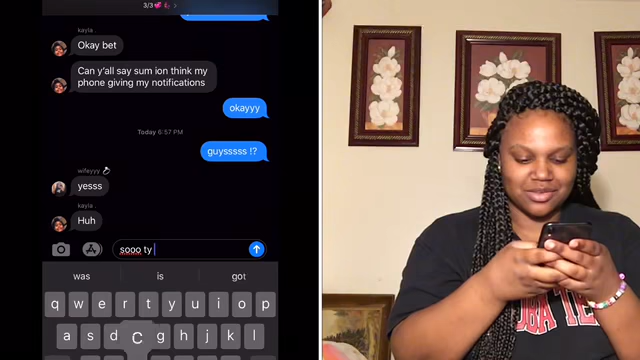 3/3💞💋 >
kayla .
Okay bet
Can y'all say sum ion think my
phone giving my notifications
okayyy
Today 6:57 PM
guysssss !?
wifeyyy 💍
yesss
kayla .
Huh
sooo ty
was is got
q w e r t y u i o p
a s d C g h j k l